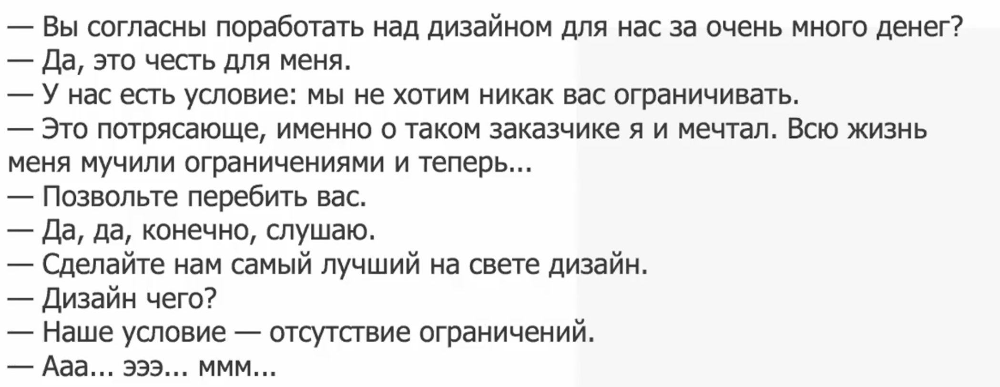 — Вы согласны поработать над дизайном для нас за очень много денег?
— Да, это честь для меня.
— У нас есть условие: мы не хотим никак вас ограничивать.
— Это потрясающе, именно о таком заказчике я и мечтал. Всю жизнь
меня мучили ограничениями и теперь...
— Позвольте перебить вас.
— Да, да, конечно, слушаю.
— Сделайте нам самый лучший на свете дизайн.
— Дизайн чего?
— Наше условие — отсутствие ограничений.
— Ааа... эээ... ммм...